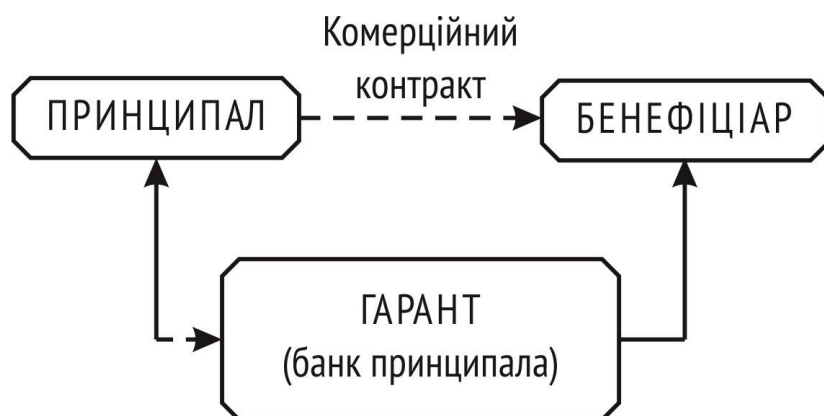 Комерційний
контракт
ПРИНЦИПАЛ
БЕНЕФІЦІАР
ГАРАНТ
(банк принципала)